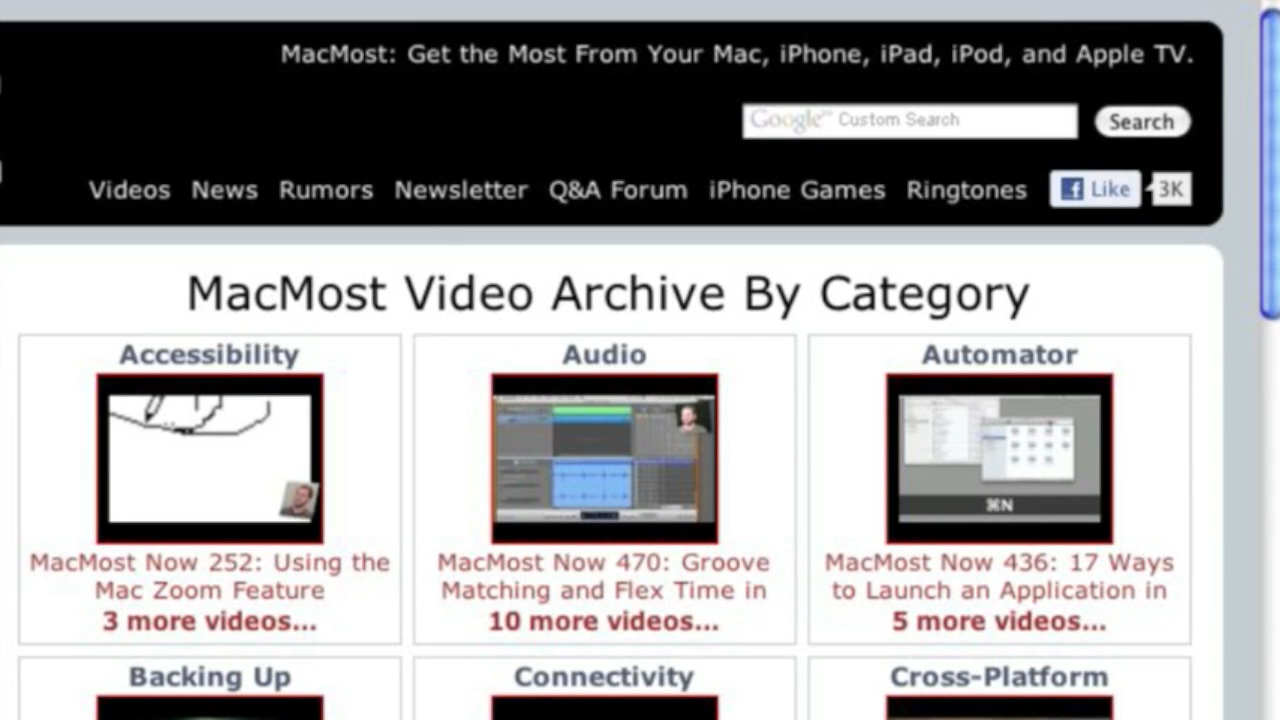 MacMost: Get the Most From Your Mac, iPhone, iPad, iPod, and Apple TV.
Google™ Custom Search Search
Videos News Rumors Newsletter Q&A Forum iPhone Games Ringtones Like 3K
MacMost Video Archive By Category
Accessibility Audio Automator
⌘N
MacMost Now 252: Using the MacMost Now 470: Groove MacMost Now 436: 17 Ways
Mac Zoom Feature Matching and Flex Time in to Launch an Application in
3 more videos... 10 more videos... 5 more videos...
Backing Up Connectivity Cross-Platform